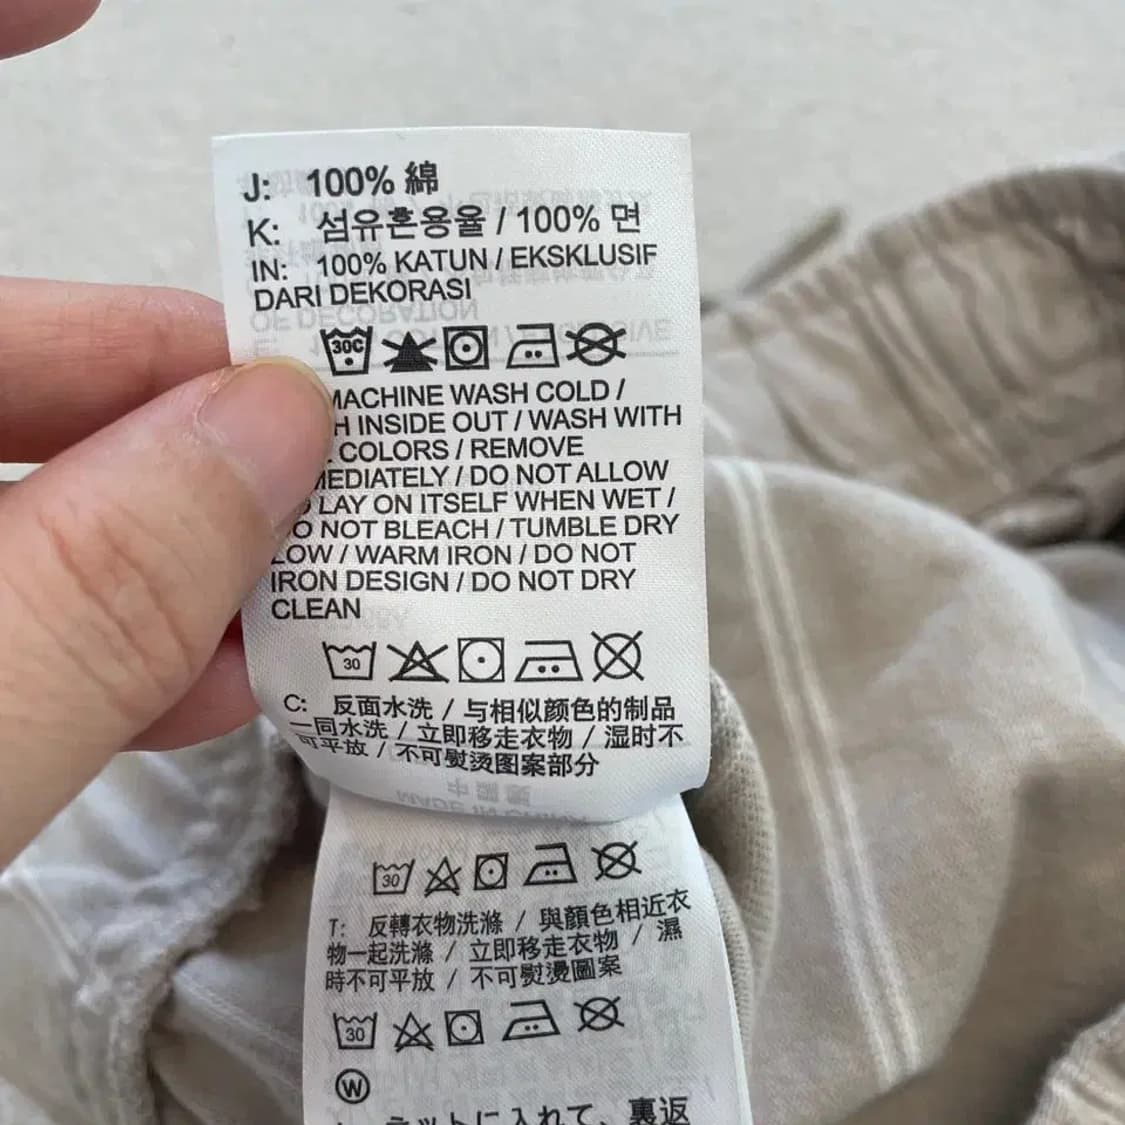 J: 100% 綿
K: 섬유혼용율 / 100% 면
IN: 100% KATUN / EKSKLUSIF
DARI DEKORASI
30C
MACHINE WASH COLD /
INSIDE OUT / WASH WITH
COLORS / REMOVE
MEDIATELY / DO NOT ALLOW
LAY ON ITSELF WHEN WET /
O NOT BLEACH / TUMBLE DRY
LOW / WARM IRON / DO NOT
IRON DESIGN / DO NOT DRY
CLEAN
30
C: 反面水洗 / 与相似颜色的制品
一同水洗 / 立即移走衣物 / 湿时不
可平放 / 不可熨烫图案部分
30
T: 反轉衣物洗滌 / 與顏色相近衣
物一起洗滌 / 立即移走衣物 / 濕
時不可平放 / 不可熨燙圖案
30
W
ネットに入れて、裏返